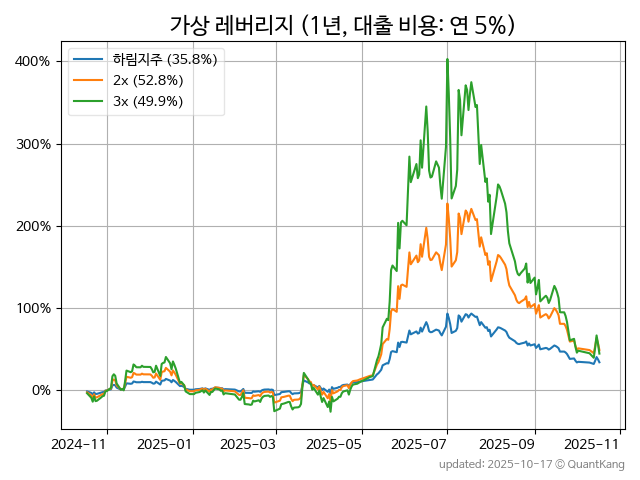 가상 레버리지 (1년, 대출 비용: 연 5%)
하림지주 (35.8%)
2x (52.8%)
3x (49.9%)
400%
300%
200%
100%
0%
2024-11 2025-01 2025-03 2025-05 2025-07 2025-09 2025-11
updated: 2025-10-17 © QuantKang